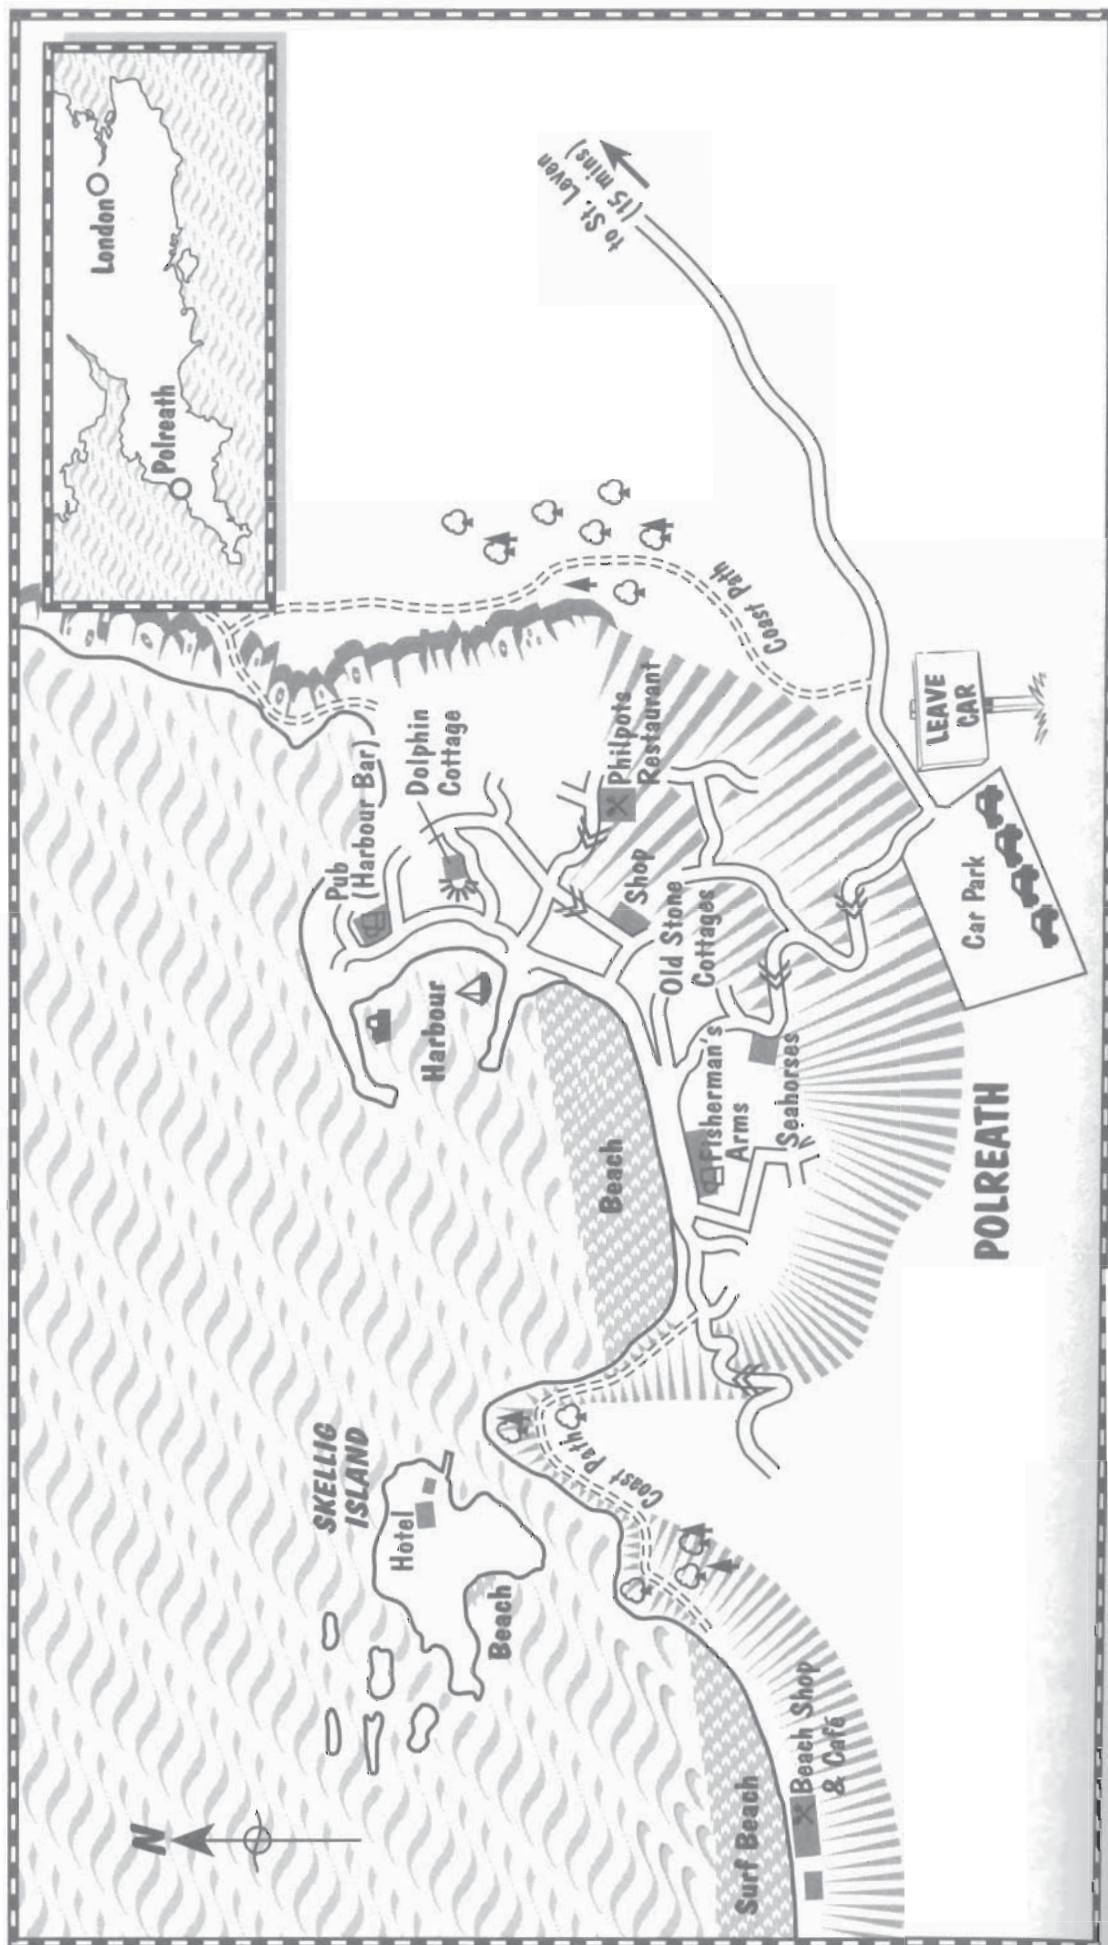 London
Polreath
to St. Leven
(15 mins)
N
SKELLIG
ISLAND
Hotel
Beach
Pub
(Harbour Bar)
Dolphin
Cottage
Harbour
Philpots
Restaurant
Shop
Old Stone
Cottages
Coast Path
LEAVE
CAR
Car Park
Beach
Fisherman's
Arms
Seahorses
Coast Path
Surf Beach
Beach Shop
& Café
POLREATH